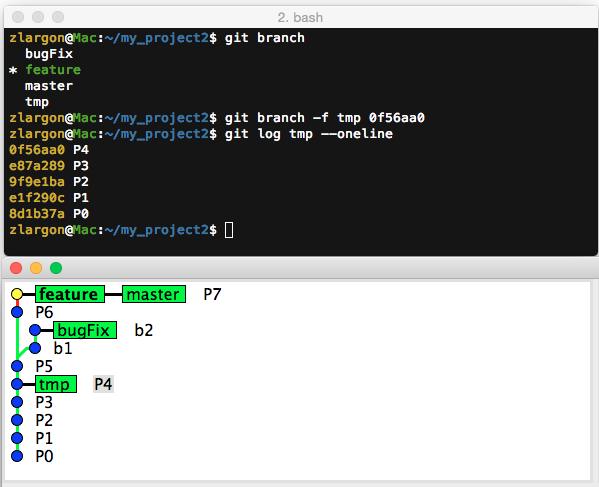 2. bash
zlargon@Mac:~/my_project2$ git branch
bugFix
* feature
master
tmp
zlargon@Mac:~/my_project2$ git branch -f tmp 0f56aa0
zlargon@Mac:~/my_project2$ git log tmp --oneline
0f56aa0 P4
e87a289 P3
9f9e1ba P2
e1f290c P1
8d1b37a P0
zlargon@Mac:~/my_project2$
feature master P7
P6
bugFix b2
b1
P5
tmp P4
P3
P2
P1
P0